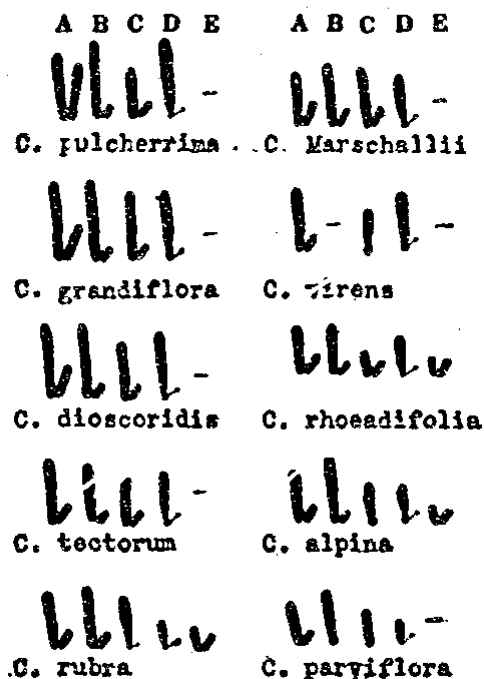 A B C D E A B C D E
C. pulcherrima C. Marschallii
C. grandiflora C. virens
C. dioscoridis C. rhoeadifolia
C. tectorum C. alpina
C. rubra C. parviflora